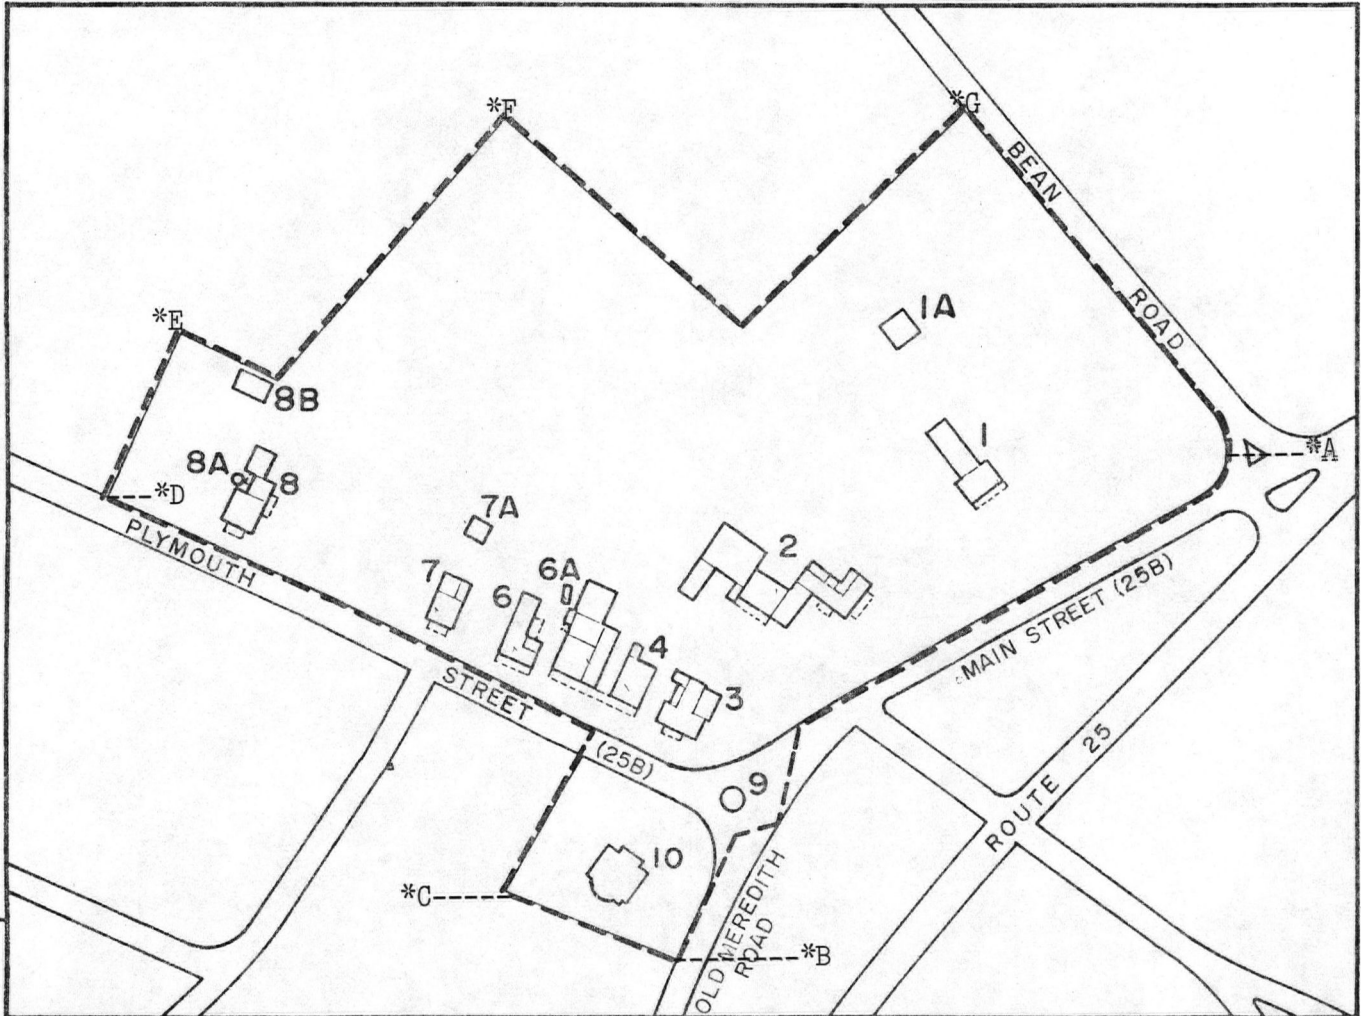 *F
*G
BEAN
ROAD
1A
*E
8B
1
*A
8A
8
*D
7A
PLYMOUTH
2
7
6A
6
MAIN STREET (25B)
4
STREET
3
(25B)
9
ROUTE 25
10
*C
OLD MEREDITH
ROAD
*B